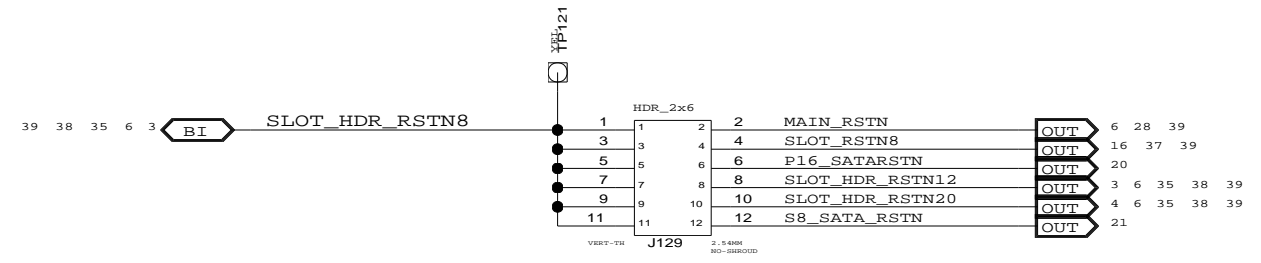 YEL TP121
HDR_2x6
39 38 35 6 3 BI SLOT_HDR_RSTN8 1 1 2 2 MAIN_RSTN OUT 6 28 39
3 3 4 4 SLOT_RSTN8 OUT 16 37 39
5 5 6 6 P16_SATARSTN OUT 20
7 7 8 8 SLOT_HDR_RSTN12 OUT 3 6 35 38 39
9 9 10 10 SLOT_HDR_RSTN20 OUT 4 6 35 38 39
11 11 12 12 S8_SATA_RSTN OUT 21
VERT-TH J129 2.54MM
NO-SHROUD